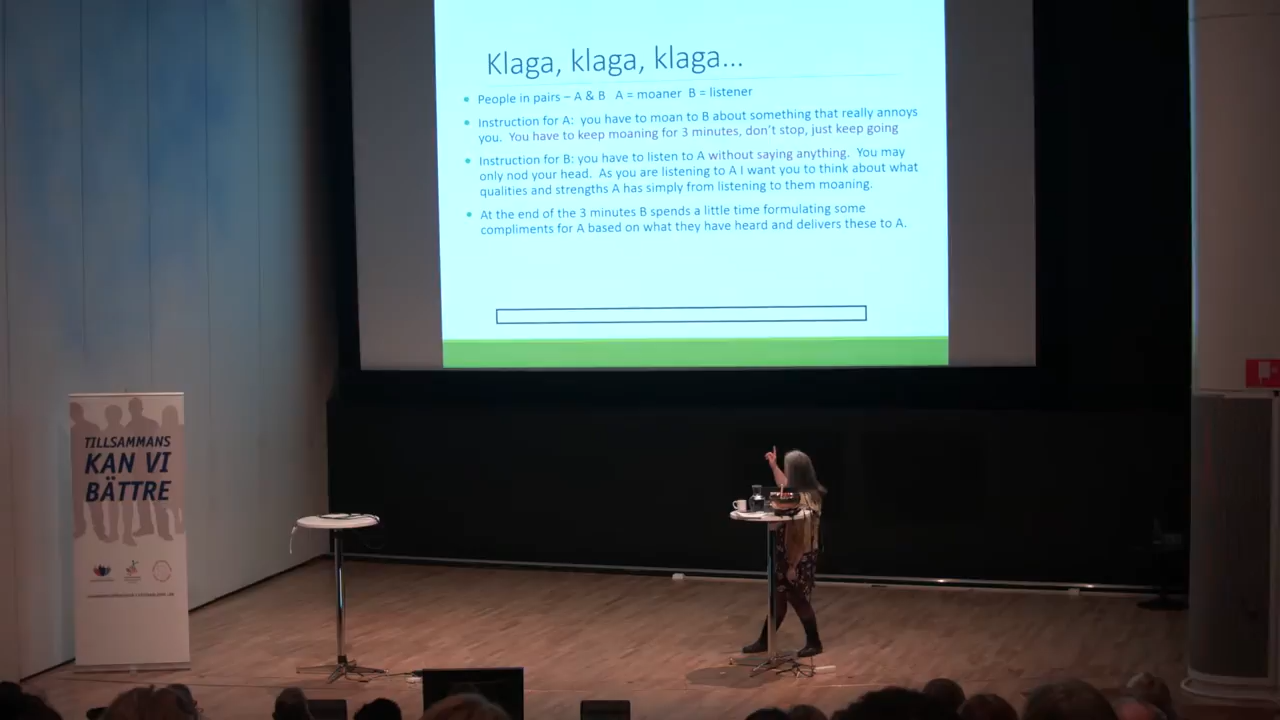 Klaga, klaga, klaga...
People in pairs – A & B A = moaner B = listener
Instruction for A: you have to moan to B about something that really annoys
you. You have to keep moaning for 3 minutes, don't stop, just keep going
Instruction for B: you have to listen to A without saying anything. You may
only nod your head. As you are listening to A I want you to think about what
qualities and strengths A has simply from listening to them moaning.
At the end of the 3 minutes B spends a little time formulating some
compliments for A based on what they have heard and delivers these to A.
TILLSAMMANS
KAN VI
BÄTTRE